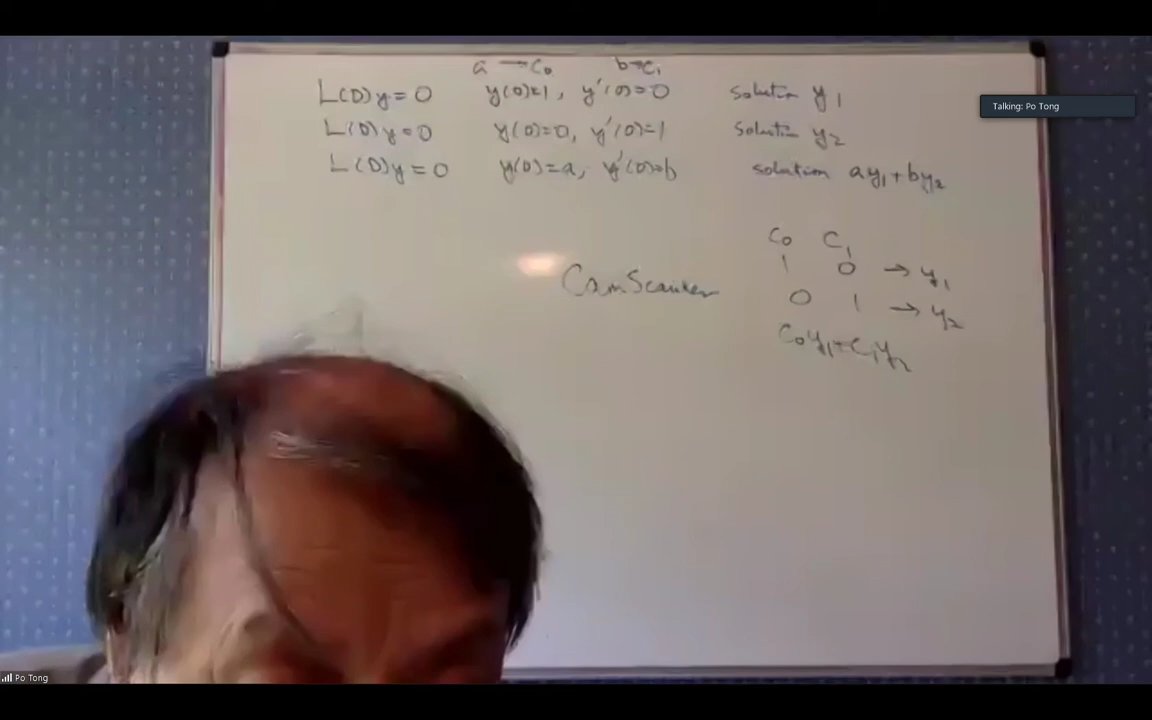 a → C₀ b → C₁
L(D)y = 0 y(0)=1, y'(0)=0 solution y₁
L(D)y=0 y(0)=0, y'(0)=1 solution y₂
L(D)y = 0 y(0)=a, y'(0)=b solution ay₁+by₂
Talking: Po Tong
C₀ C₁
1 0 → y₁
CamScanner
0 1 → y₂
C₀y₁+C₁y₂
Po Tong